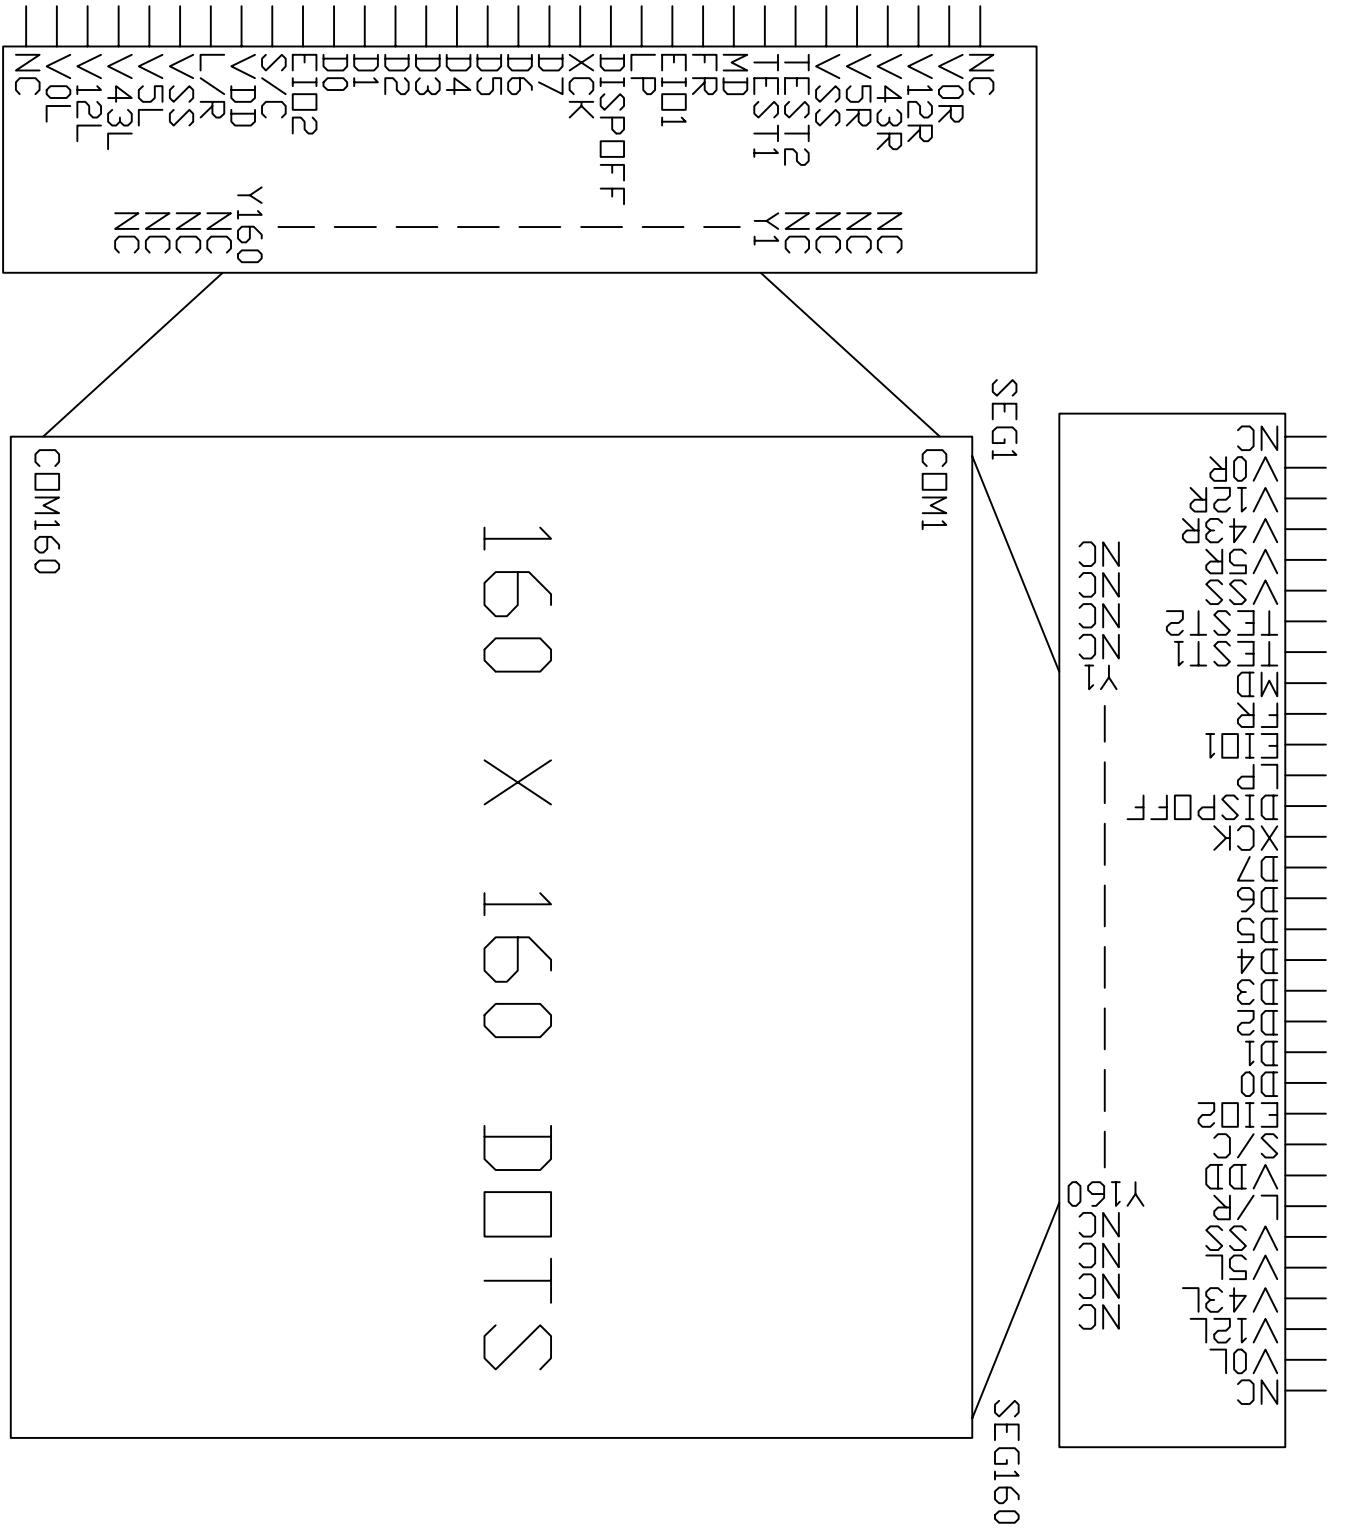 NC
V0L
V12L
V43L
V5L
VSS
L/R
VDD
S/C
EIO2
D0
D1
D2
D3
D4
D5
D6
D7
XCK
DISPOFF
LP
EIO1
FR
MD
TEST1
TEST2
VSS
V5R
V43R
V12R
V0R
NC
NC
NC
NC
NC
Y160
Y1
NC
NC
NC
NC
SEG1
COM160
COM1
160 X 160 DOTS
NC
V0R
V12R
V43R
V5R
VSS
TEST2
TEST1
MD
FR
EIO1
LP
DISPOFF
XCK
D7
D6
D5
D4
D3
D2
D1
D0
EIO2
S/C
VDD
L/R
VSS
V5L
V43L
V12L
V0L
NC
NC
NC
NC
NC
Y1
Y160
NC
NC
NC
NC
SEG160